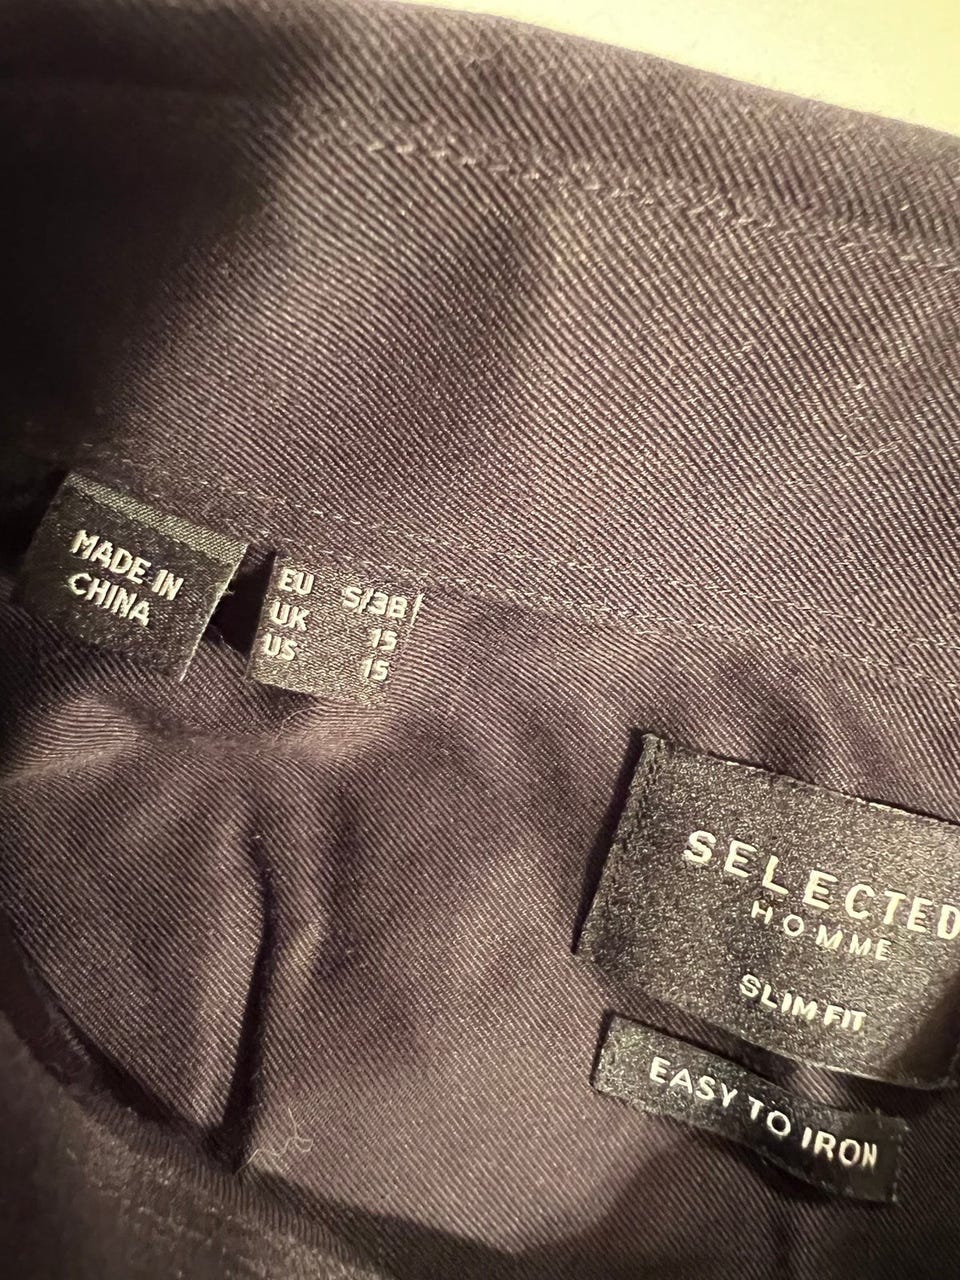 MADE IN
CHINA
EU S/38
UK 15
US 15
SELECTED
HOMME
SLIM FIT
EASY TO IRON